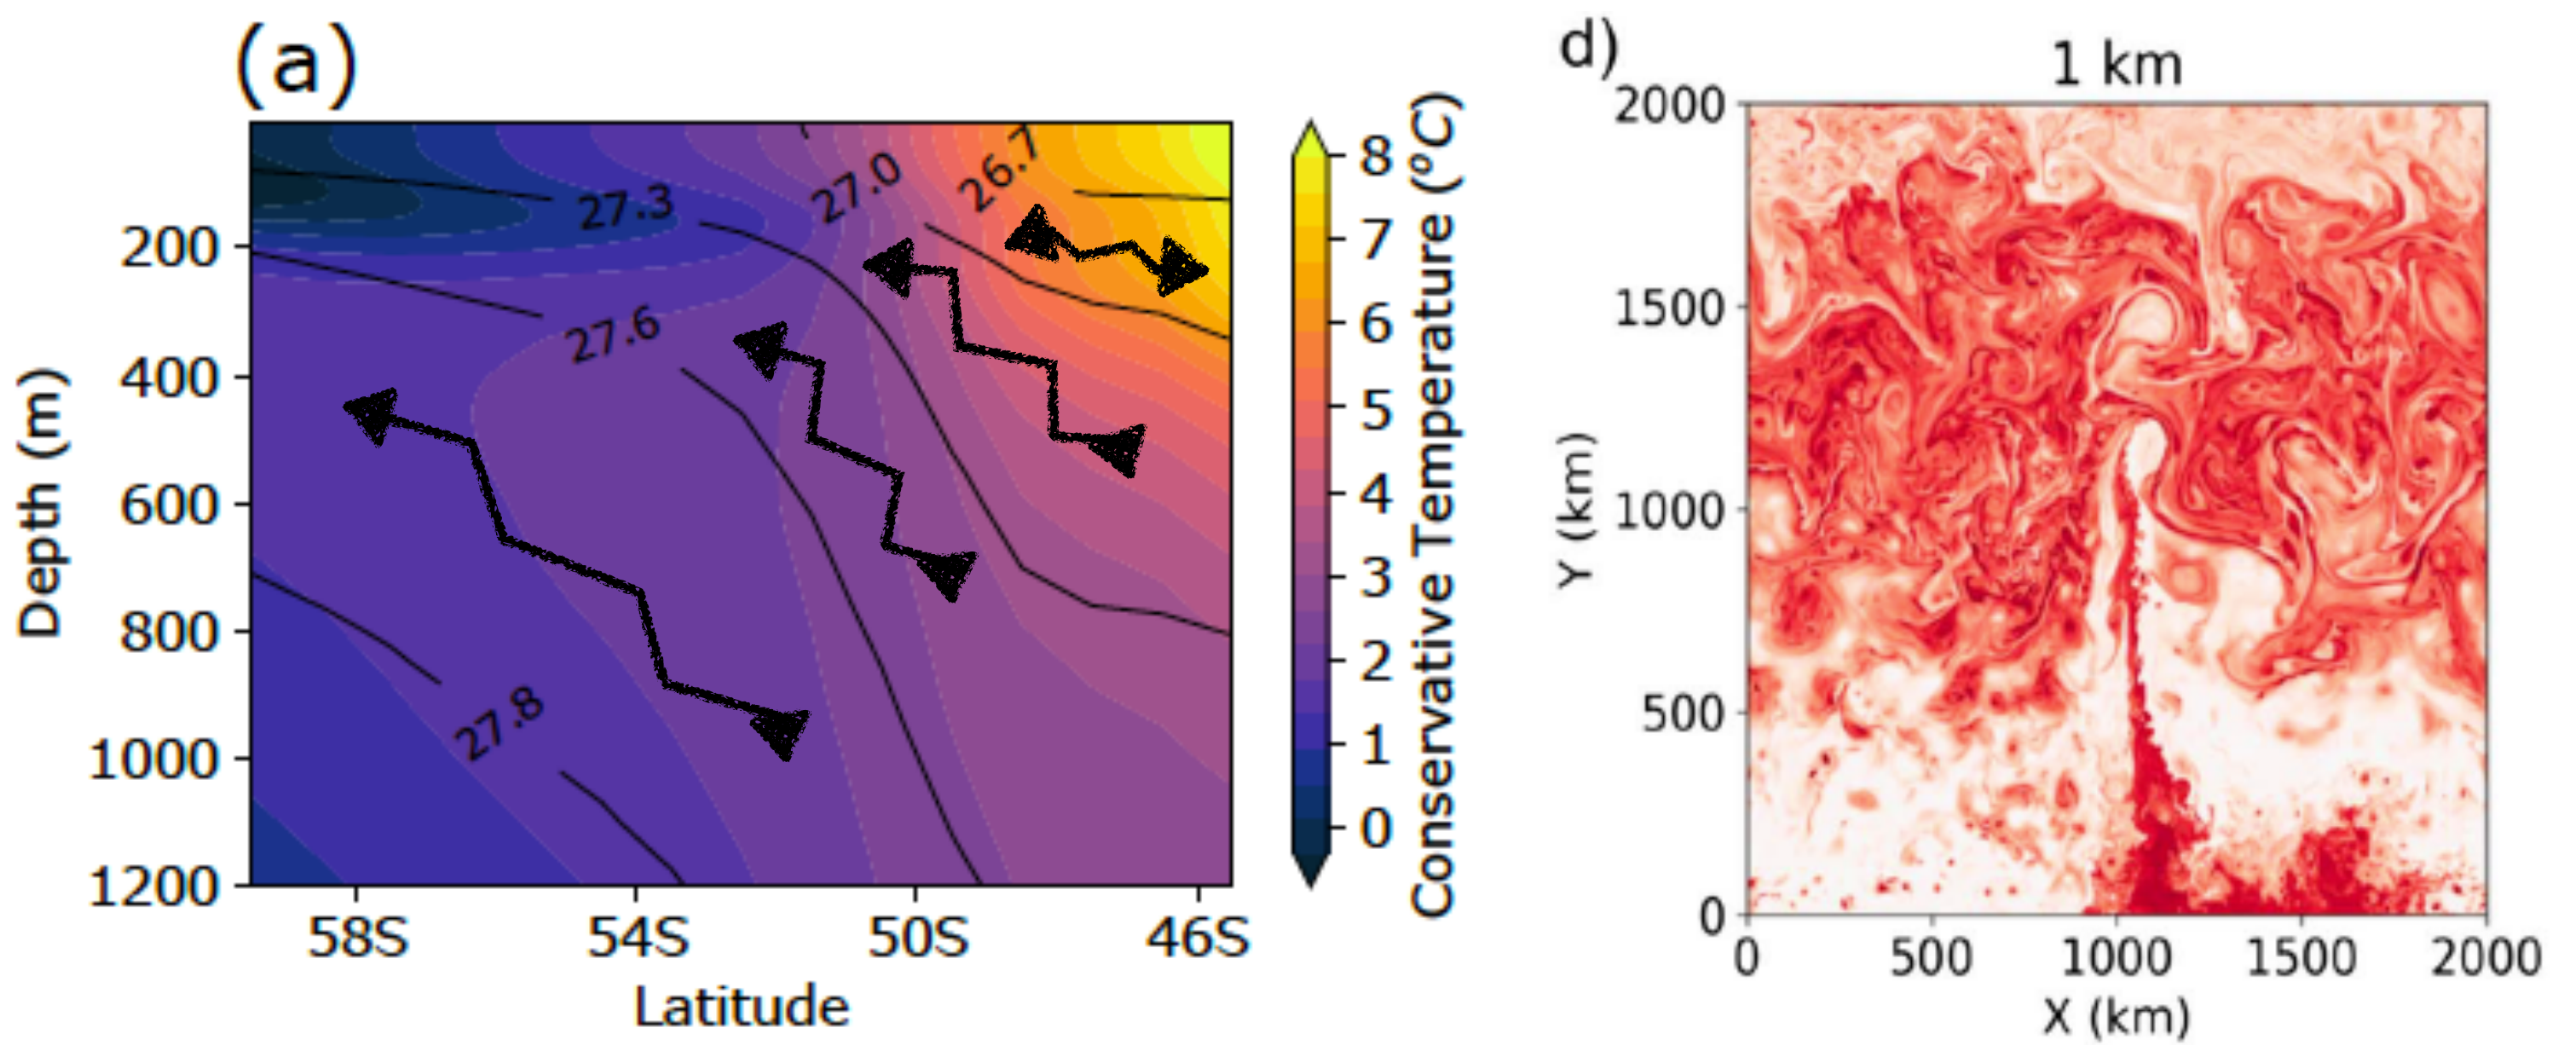 (a)
27.3
27.0
26.7
27.6
27.8
200
400
600
800
1000
1200
Depth (m)
58S 54S 50S 46S
Latitude
8
7
6
5
4
3
2
1
0
Conservative Temperature (°C)
d)
1 km
2000
1500
1000
500
0
Y (km)
0 500 1000 1500 2000
X (km)